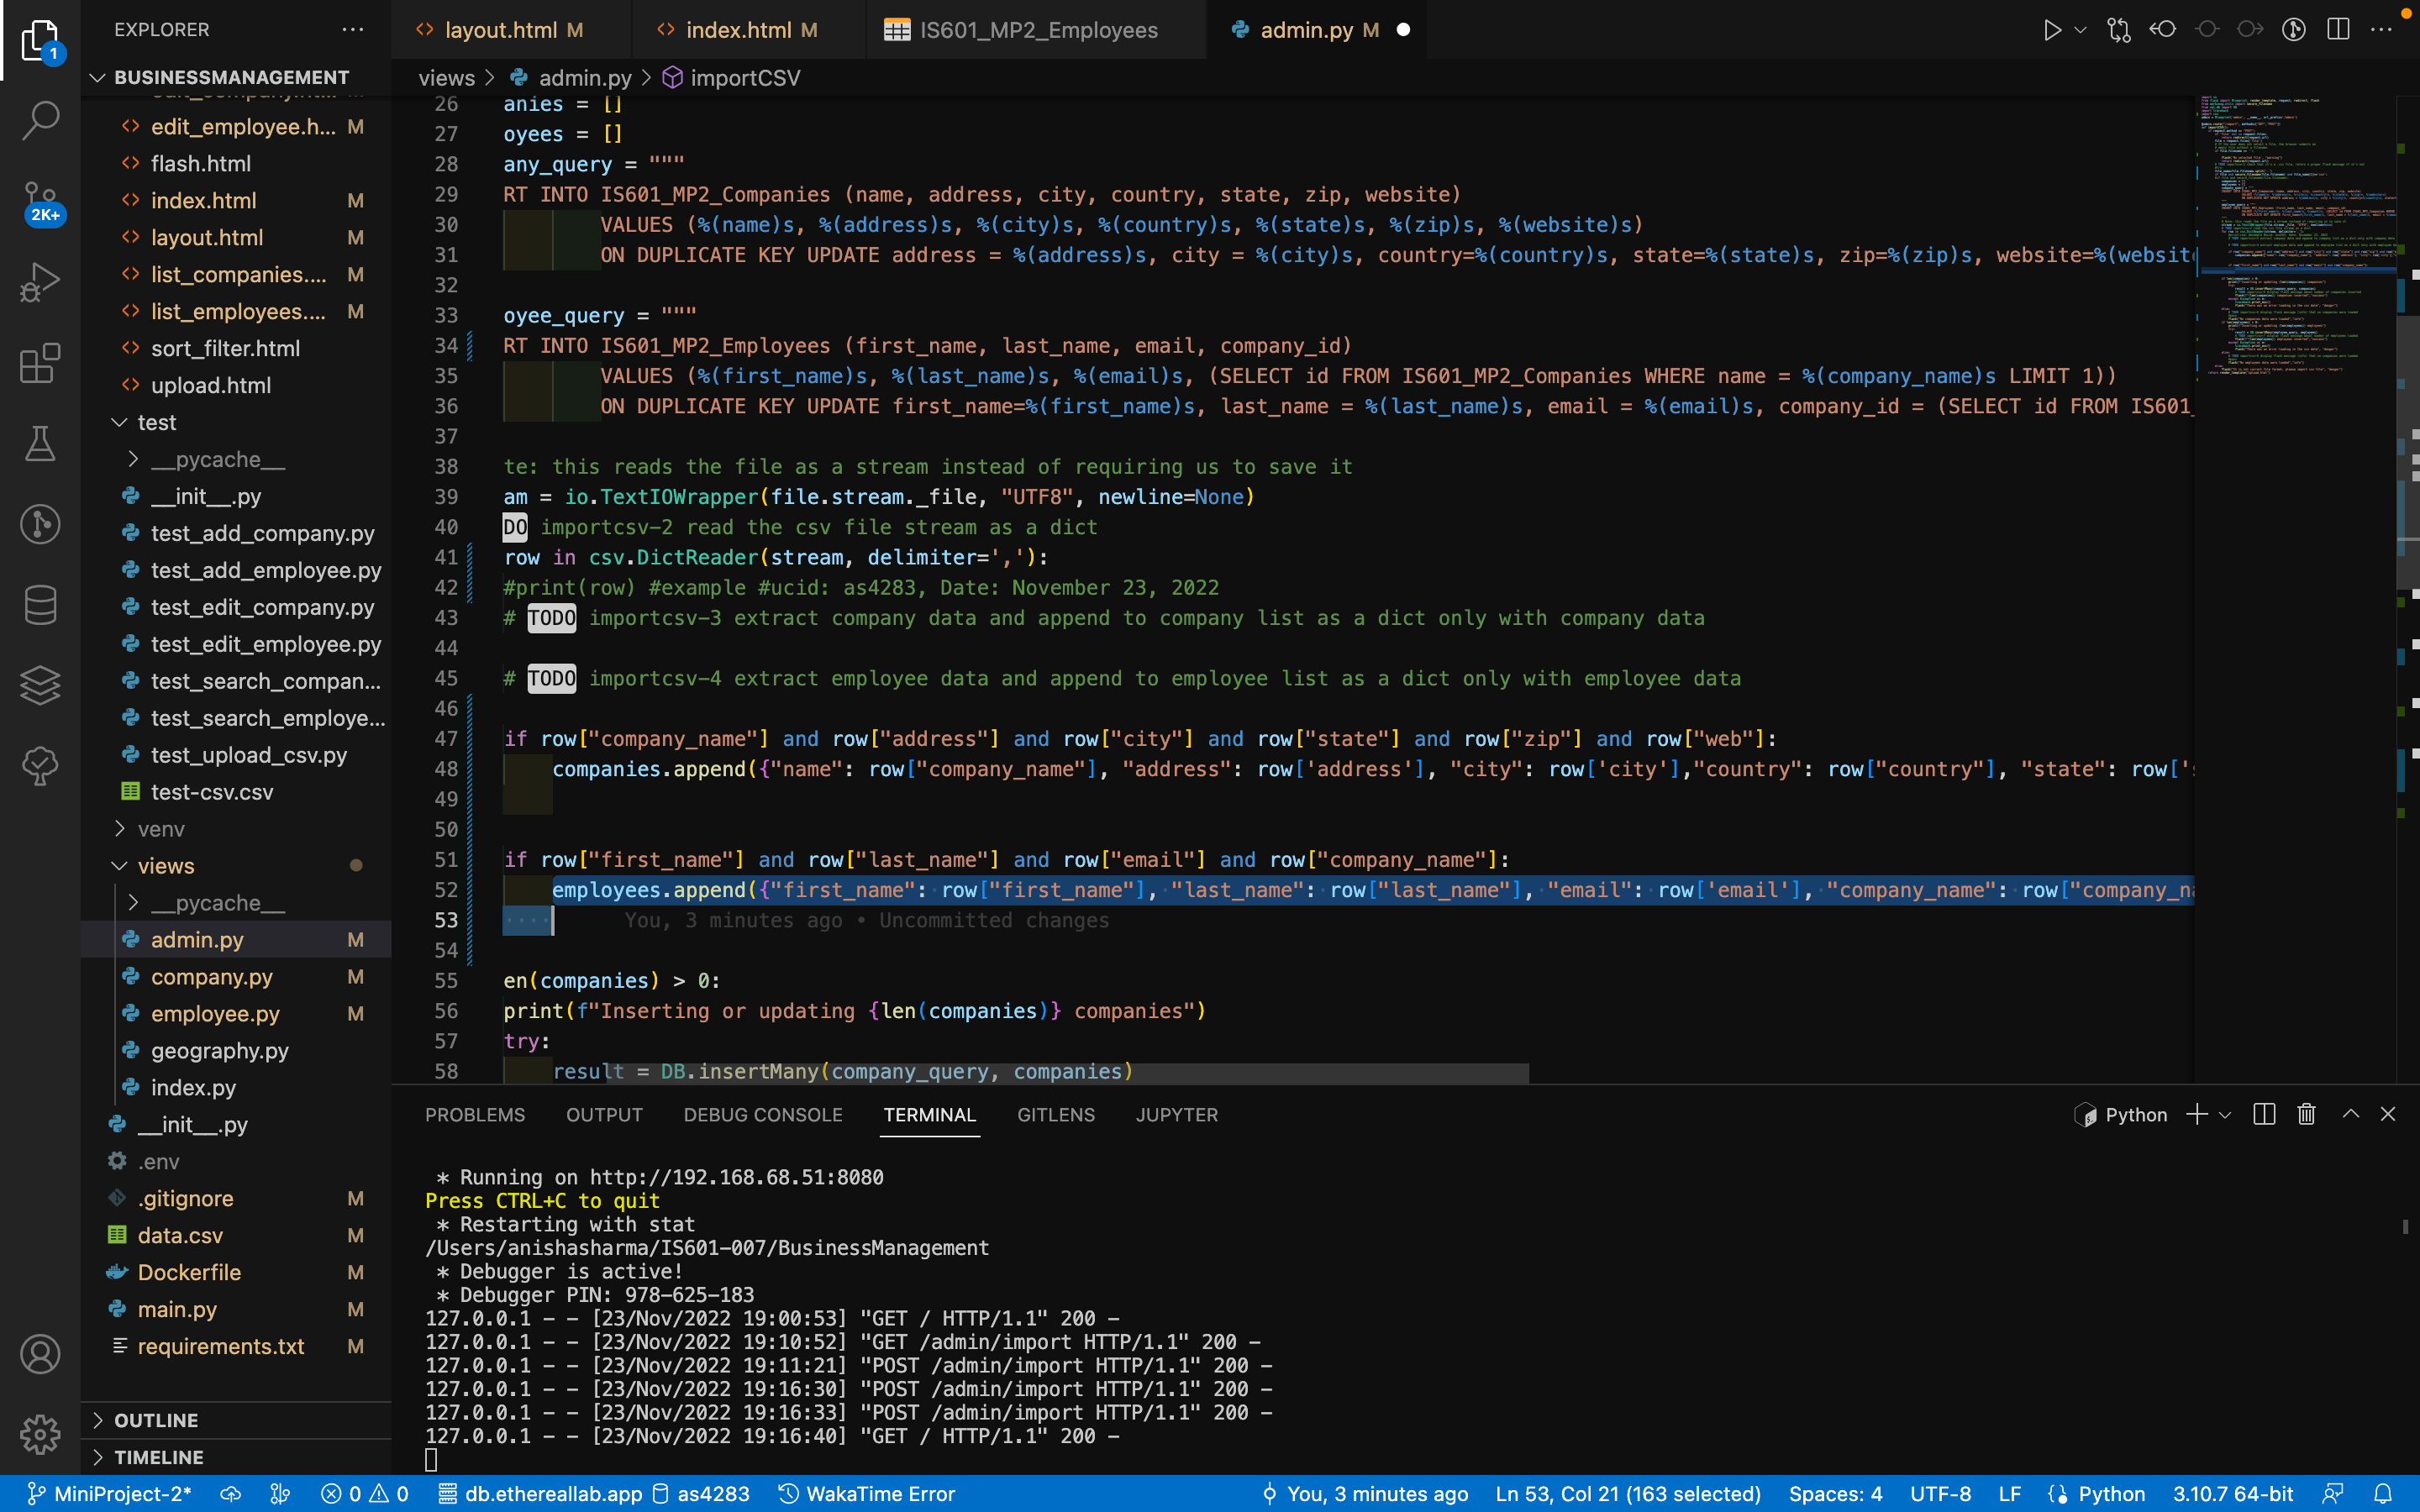 EXPLORER
layout.html M
index.html M
IS601_MP2_Employees
admin.py M
1
BUSINESSMANAGEMENT
views > admin.py > importCSV
edit_employee.h... M
flash.html
index.html M
layout.html M
list_companies.... M
list_employees.... M
sort_filter.html
upload.html
test
__pycache__
__init__.py
test_add_company.py
test_add_employee.py
test_edit_company.py
test_edit_employee.py
test_search_compan...
test_search_employe...
test_upload_csv.py
test-csv.csv
venv
views
__pycache__
admin.py M
company.py M
employee.py M
geography.py
index.py
__init__.py
.env
.gitignore M
data.csv M
Dockerfile M
main.py M
requirements.txt M
OUTLINE
TIMELINE
2K+
26 anies = []
27 oyees = []
28 any_query = """
29 RT INTO IS601_MP2_Companies (name, address, city, country, state, zip, website)
30 VALUES (%(name)s, %(address)s, %(city)s, %(country)s, %(state)s, %(zip)s, %(website)s)
31 ON DUPLICATE KEY UPDATE address = %(address)s, city = %(city)s, country=%(country)s, state=%(state)s, zip=%(zip)s, website=%(websit
32
33 oyee_query = """
34 RT INTO IS601_MP2_Employees (first_name, last_name, email, company_id)
35 VALUES (%(first_name)s, %(last_name)s, %(email)s, (SELECT id FROM IS601_MP2_Companies WHERE name = %(company_name)s LIMIT 1))
36 ON DUPLICATE KEY UPDATE first_name=%(first_name)s, last_name = %(last_name)s, email = %(email)s, company_id = (SELECT id FROM IS601_
37
38 te: this reads the file as a stream instead of requiring us to save it
39 am = io.TextIOWrapper(file.stream._file, "UTF8", newline=None)
40 DO importcsv-2 read the csv file stream as a dict
41 row in csv.DictReader(stream, delimiter=','):
42 #print(row) #example #ucid: as4283, Date: November 23, 2022
43 # TODO importcsv-3 extract company data and append to company list as a dict only with company data
44
45 # TODO importcsv-4 extract employee data and append to employee list as a dict only with employee data
46
47 if row["company_name"] and row["address"] and row["city"] and row["state"] and row["zip"] and row["web"]:
48 companies.append({"name": row["company_name"], "address": row['address'], "city": row['city'],"country": row["country"], "state": row['s
49
50
51 if row["first_name"] and row["last_name"] and row["email"] and row["company_name"]:
52 employees.append({"first_name": row["first_name"], "last_name": row["last_name"], "email": row['email'], "company_name": row["company_na
53 You, 3 minutes ago • Uncommitted changes
54
55 en(companies) > 0:
56 print(f"Inserting or updating {len(companies)} companies")
57 try:
58 result = DB.insertMany(company_query, companies)
PROBLEMS OUTPUT DEBUG CONSOLE TERMINAL GITLENS JUPYTER
Python
* Running on http://192.168.68.51:8080
Press CTRL+C to quit
* Restarting with stat
/Users/anishasharma/IS601-007/BusinessManagement
* Debugger is active!
* Debugger PIN: 978-625-183
127.0.0.1 - - [23/Nov/2022 19:00:53] "GET / HTTP/1.1" 200 -
127.0.0.1 - - [23/Nov/2022 19:10:52] "GET /admin/import HTTP/1.1" 200 -
127.0.0.1 - - [23/Nov/2022 19:11:21] "POST /admin/import HTTP/1.1" 200 -
127.0.0.1 - - [23/Nov/2022 19:16:30] "POST /admin/import HTTP/1.1" 200 -
127.0.0.1 - - [23/Nov/2022 19:16:33] "POST /admin/import HTTP/1.1" 200 -
127.0.0.1 - - [23/Nov/2022 19:16:40] "GET / HTTP/1.1" 200 -
MiniProject-2* 0 0 db.ethereallab.app as4283 WakaTime Error You, 3 minutes ago Ln 53, Col 21 (163 selected) Spaces: 4 UTF-8 LF Python 3.10.7 64-bit